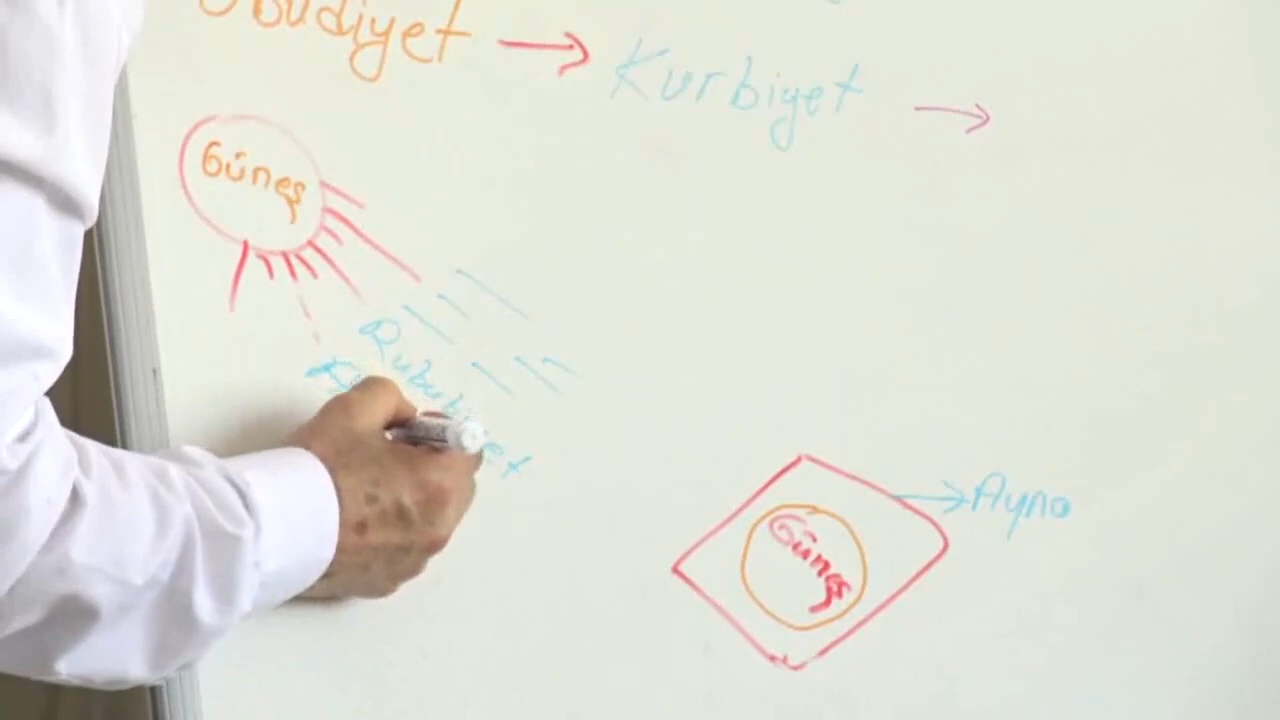 Ubudiyet → Kurbiyet →
Güneş
Rububiyet
Ayna
Güneş